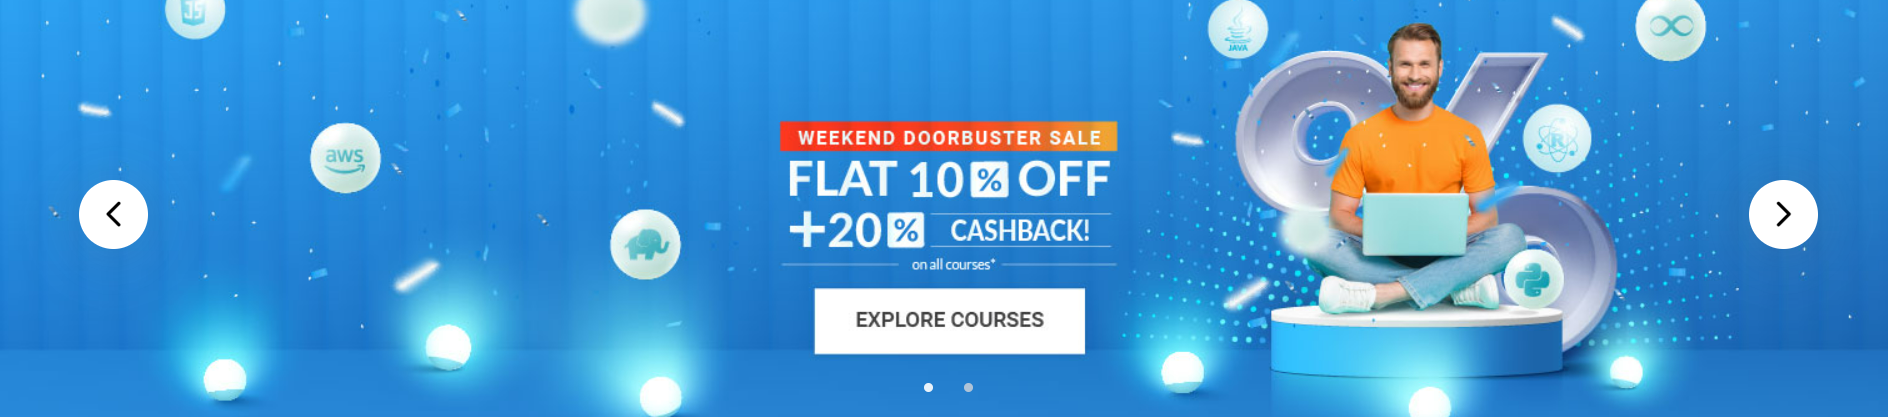 JS
JAVA
aws
R
WEEKEND DOORBUSTER SALE
FLAT 10% OFF
+20% CASHBACK!
on all courses*
EXPLORE COURSES